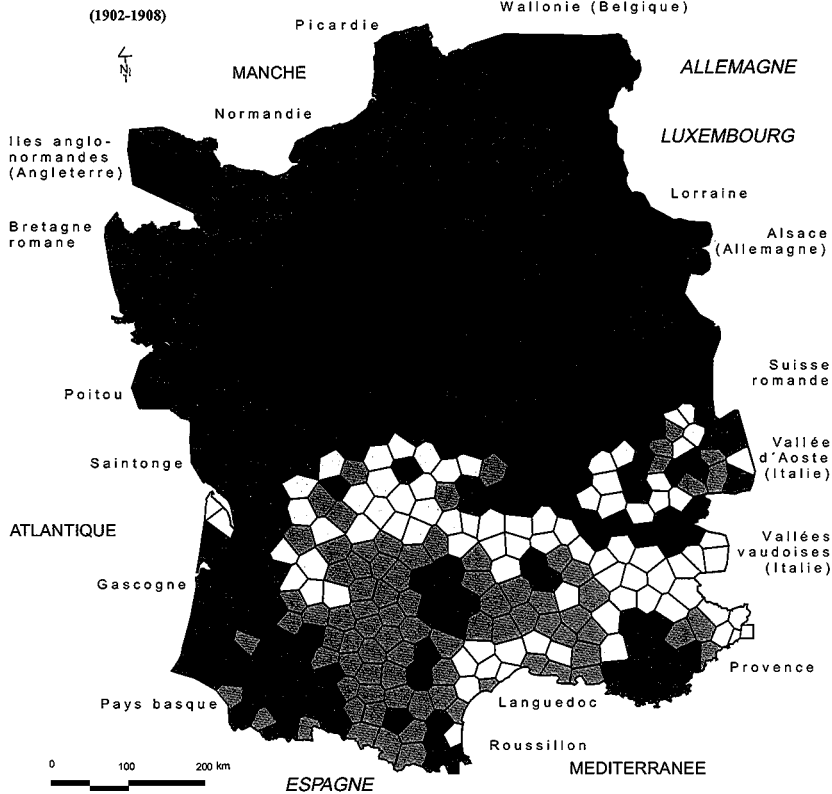 Wallonie (Belgique)
(1902-1908)
Picardie
N
MANCHE
ALLEMAGNE
Normandie
Iles anglo-
normandes
(Angleterre)
LUXEMBOURG
Lorraine
Bretagne
romane
Alsace
(Allemagne)
Suisse
romande
Poitou
Vallée
d'Aoste
(Italie)
Saintonge
ATLANTIQUE
Vallées
vaudoises
(Italie)
Gascogne
Provence
Pays basque
Languedoc
Roussillon
0 100 200 km
MEDITERRANEE
ESPAGNE